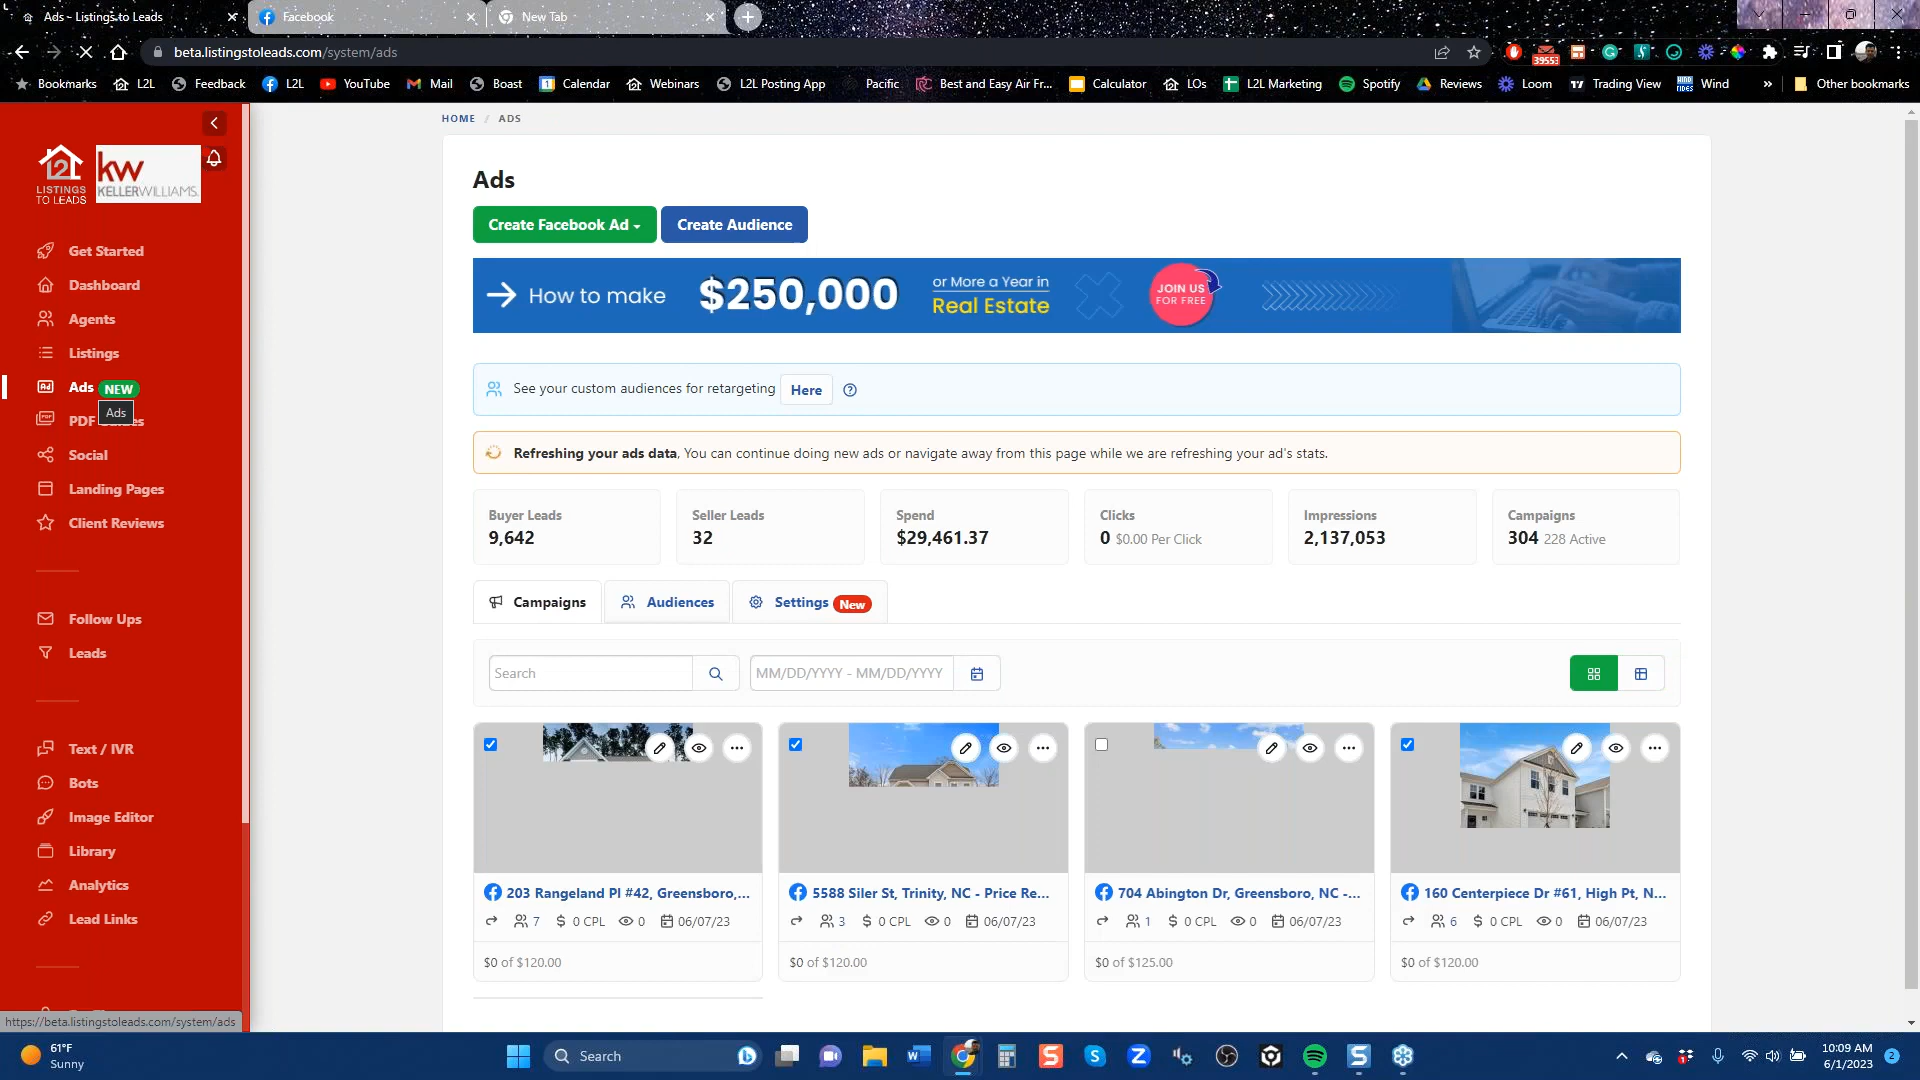 Ads - Listings to Leads
Facebook
New Tab
beta.listingstoleads.com/system/ads
39553
Bookmarks
L2L
Feedback
L2L
YouTube
Mail
Boast
Calendar
Webinars
L2L Posting App
Pacific
Best and Easy Air Fr...
Calculator
LOs
L2L Marketing
Spotify
Reviews
Loom
Trading View
Wind
Other bookmarks
L2L
LISTINGS
TO LEADS
kw
KELLERWILLIAMS.
Get Started
Dashboard
Agents
Listings
Ads NEW
Ads
PDF
Social
Landing Pages
Client Reviews
Follow Ups
Leads
Text / IVR
Bots
Image Editor
Library
Analytics
Lead Links
https://beta.listingstoleads.com/system/ads
HOME / ADS
Ads
Create Facebook Ad
Create Audience
How to make $250,000 or More a Year in Real Estate
JOIN US
FOR FREE
See your custom audiences for retargeting Here
Refreshing your ads data, You can continue doing new ads or navigate away from this page while we are refreshing your ad's stats.
Buyer Leads
9,642
Seller Leads
32
Spend
$29,461.37
Clicks
0 $0.00 Per Click
Impressions
2,137,053
Campaigns
304 228 Active
Campaigns
Audiences
Settings New
Search
MM/DD/YYYY - MM/DD/YYYY
203 Rangeland Pl #42, Greensboro,...
7 $ 0 CPL 0 06/07/23
$0 of $120.00
5588 Siler St, Trinity, NC - Price Re...
3 $ 0 CPL 0 06/07/23
$0 of $120.00
704 Abington Dr, Greensboro, NC -...
1 $ 0 CPL 0 06/07/23
$0 of $125.00
160 Centerpiece Dr #61, High Pt, N...
6 $ 0 CPL 0 06/07/23
$0 of $120.00
61°F
Sunny
Search
10:09 AM
6/1/2023
2